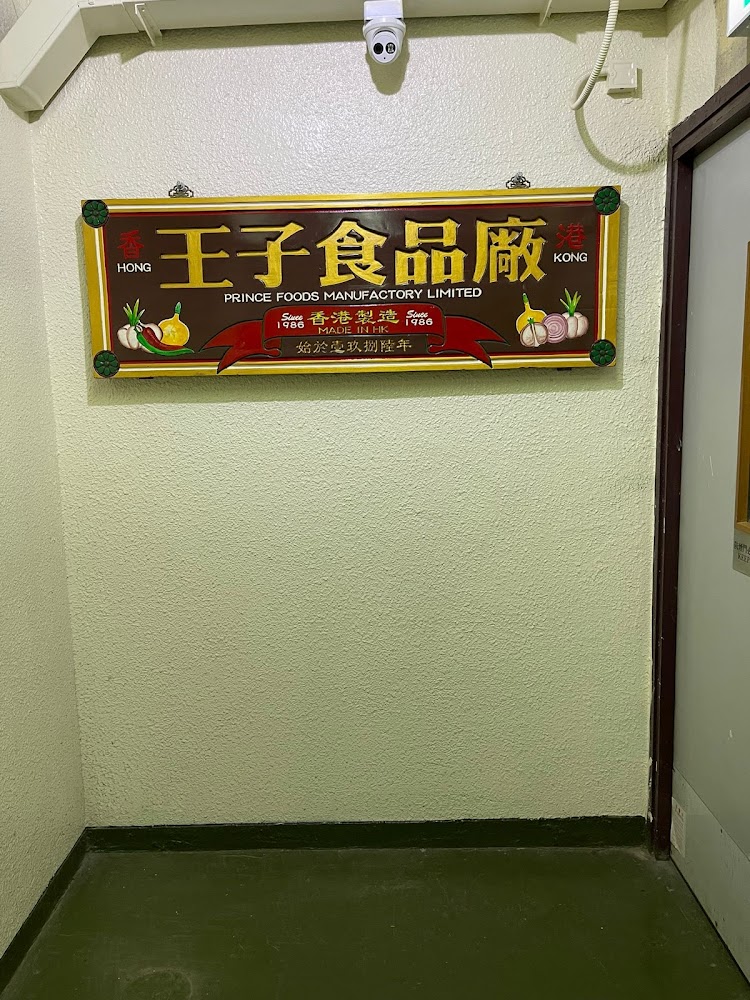 香 王子食品廠 港
HONG KONG
PRINCE FOODS MANUFACTORY LIMITED
Since 1986 香港製造 Since 1986
MADE IN HK
始於壹玖捌陸年